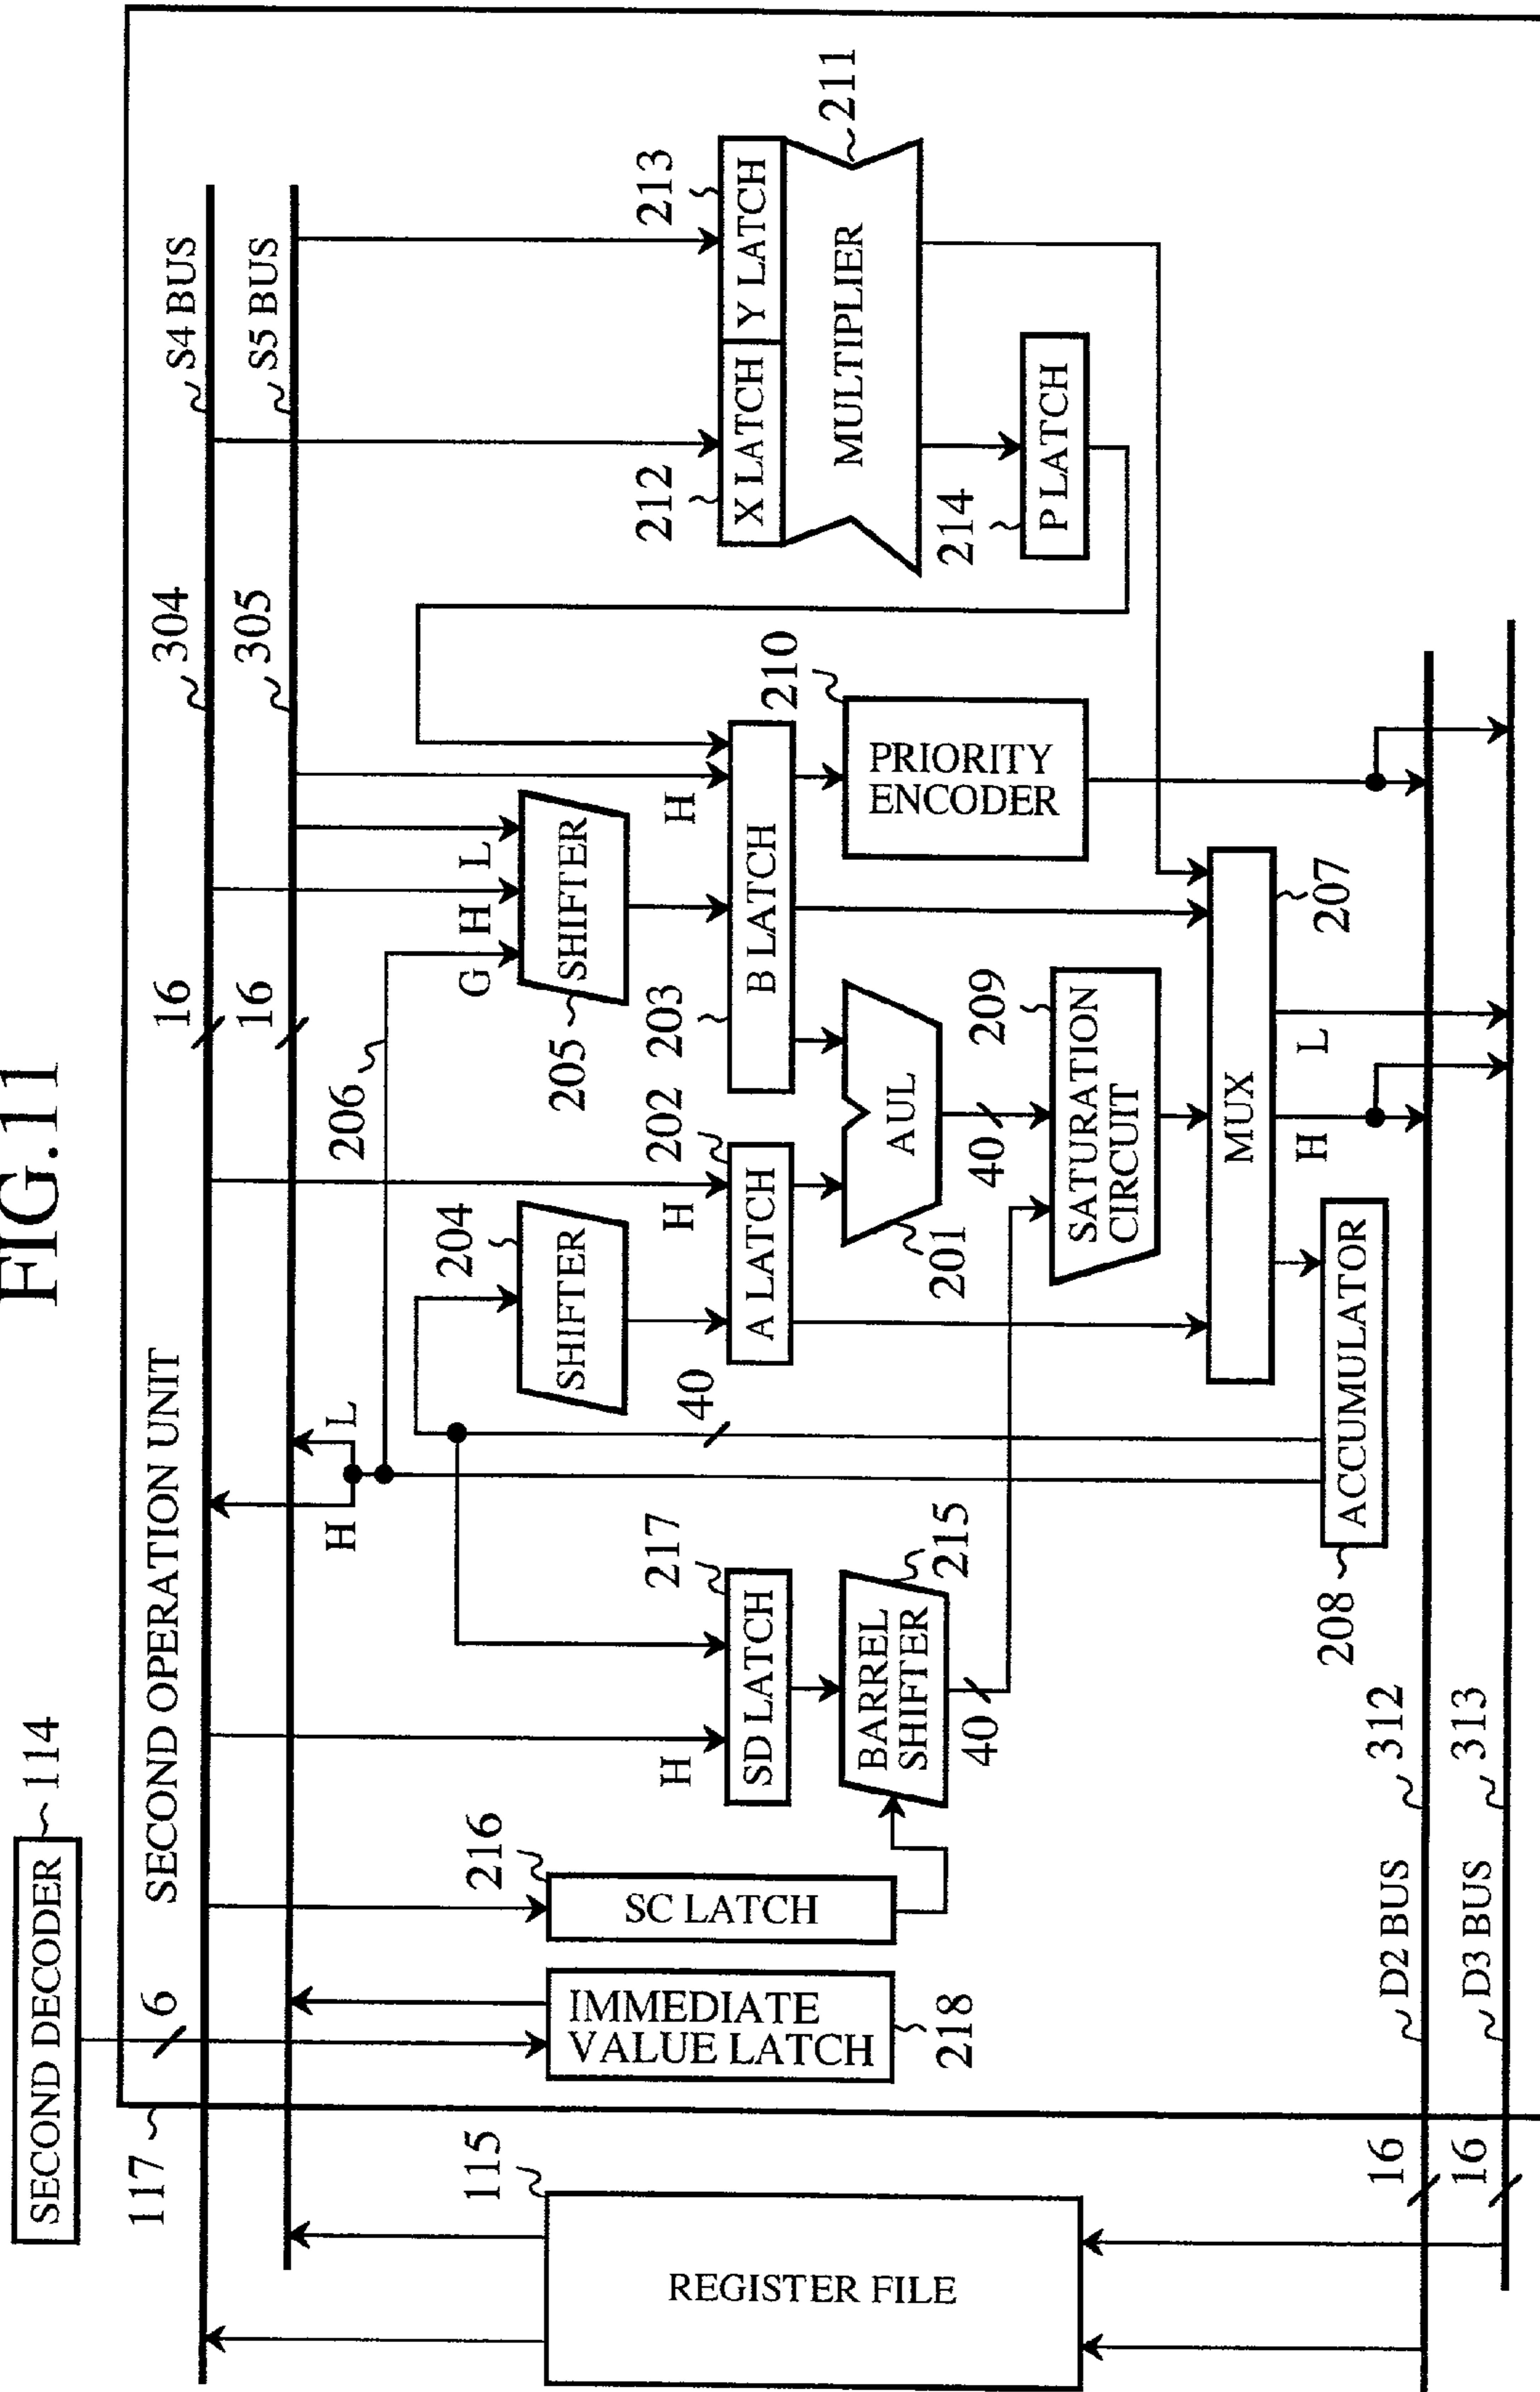 FIG.11
SECOND DECODER
114
6
117
SECOND OPERATION UNIT
16
304
S4 BUS
16
305
S5 BUS
H
L
206
115
REGISTER FILE
IMMEDIATE
VALUE LATCH
218
216
SC LATCH
H
217
SD LATCH
BARREL
SHIFTER
215
40
40
204
SHIFTER
202
H
A LATCH
205
SHIFTER
G
H
L
203
B LATCH
H
AUL
201
40
209
SATURATION
CIRCUIT
210
PRIORITY
ENCODER
212
X LATCH
213
Y LATCH
MULTIPLIER
211
214
P LATCH
MUX
207
H
L
208
ACCUMULATOR
16
D2 BUS
312
16
D3 BUS
313